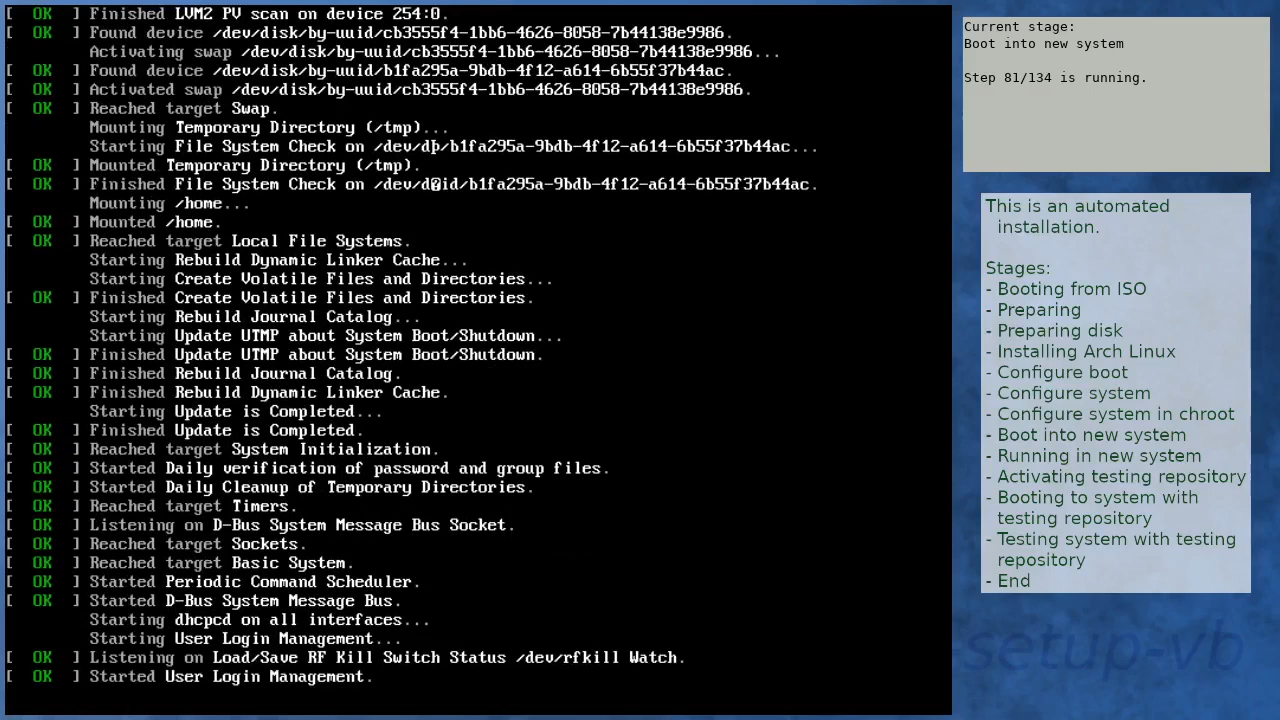 [  OK  ] Finished LVM2 PV scan on device 254:0.
[  OK  ] Found device /dev/disk/by-uuid/cb3555f4-1bb6-4626-8058-7b44138e9986.
         Activating swap /dev/disk/by-uuid/cb3555f4-1bb6-4626-8058-7b44138e9986...
[  OK  ] Found device /dev/disk/by-uuid/b1fa295a-9bdb-4f12-a614-6b55f37b44ac.
[  OK  ] Activated swap /dev/disk/by-uuid/cb3555f4-1bb6-4626-8058-7b44138e9986.
[  OK  ] Reached target Swap.
         Mounting Temporary Directory (/tmp)...
         Starting File System Check on /dev/dþ/b1fa295a-9bdb-4f12-a614-6b55f37b44ac...
[  OK  ] Mounted Temporary Directory (/tmp).
[  OK  ] Finished File System Check on /dev/d�id/b1fa295a-9bdb-4f12-a614-6b55f37b44ac.
         Mounting /home...
[  OK  ] Mounted /home.
[  OK  ] Reached target Local File Systems.
         Starting Rebuild Dynamic Linker Cache...
         Starting Create Volatile Files and Directories...
[  OK  ] Finished Create Volatile Files and Directories.
         Starting Rebuild Journal Catalog...
         Starting Update UTMP about System Boot/Shutdown...
[  OK  ] Finished Update UTMP about System Boot/Shutdown.
[  OK  ] Finished Rebuild Journal Catalog.
[  OK  ] Finished Rebuild Dynamic Linker Cache.
         Starting Update is Completed...
[  OK  ] Finished Update is Completed.
[  OK  ] Reached target System Initialization.
[  OK  ] Started Daily verification of password and group files.
[  OK  ] Started Daily Cleanup of Temporary Directories.
[  OK  ] Reached target Timers.
[  OK  ] Listening on D-Bus System Message Bus Socket.
[  OK  ] Reached target Sockets.
[  OK  ] Reached target Basic System.
[  OK  ] Started Periodic Command Scheduler.
[  OK  ] Started D-Bus System Message Bus.
         Starting dhcpcd on all interfaces...
         Starting User Login Management...
[  OK  ] Listening on Load/Save RF Kill Switch Status /dev/rfkill Watch.
[  OK  ] Started User Login Management.
Current stage:
Boot into new system
Step 81/134 is running.
This is an automated
installation.
Stages:
- Booting from ISO
- Preparing
- Preparing disk
- Installing Arch Linux
- Configure boot
- Configure system
- Configure system in chroot
- Boot into new system
- Running in new system
- Activating testing repository
- Booting to system with
testing repository
- Testing system with testing
repository
- End
-setup-vb